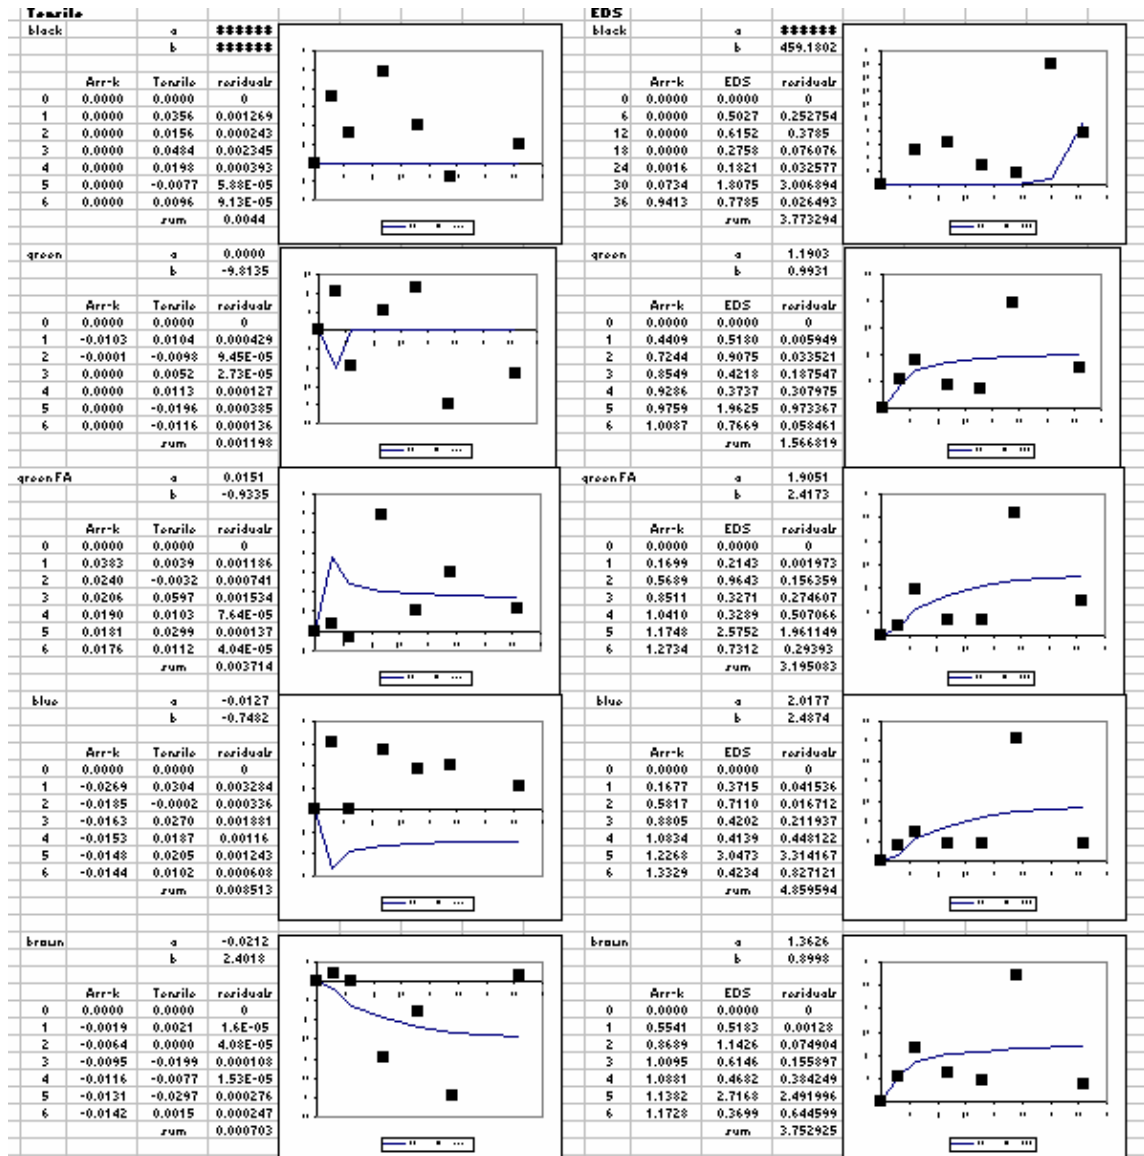 Tensile EDS
black a ###### black a ######
b ###### b 459.1802
Arr-k Tensile residuals Arr-k EDS residuals
0 0.0000 0.0000 0 0 0.0000 0.0000 0
1 0.0000 0.0356 0.001269 6 0.0000 0.5027 0.252754
2 0.0000 0.0156 0.000243 12 0.0000 0.6152 0.3785
3 0.0000 0.0484 0.002345 18 0.0000 0.2758 0.076076
4 0.0000 0.0198 0.000393 24 0.0016 0.1821 0.032577
5 0.0000 -0.0077 5.88E-05 30 0.0734 1.8075 3.006894
6 0.0000 0.0096 9.13E-05 36 0.9413 0.7785 0.026493
sum 0.0044 sum 3.773294
green a 0.0000 green a 1.1903
b -9.8135 b 0.9931
Arr-k Tensile residuals Arr-k EDS residuals
0 0.0000 0.0000 0 0 0.0000 0.0000 0
1 -0.0103 0.0104 0.000429 1 0.4409 0.5180 0.005949
2 -0.0001 -0.0098 9.45E-05 2 0.7244 0.9075 0.033521
3 0.0000 0.0052 2.73E-05 3 0.8549 0.4218 0.187547
4 0.0000 0.0113 0.000127 4 0.9286 0.3737 0.307975
5 0.0000 -0.0196 0.000385 5 0.9759 1.9625 0.973367
6 0.0000 -0.0116 0.000136 6 1.0087 0.7669 0.058461
sum 0.001198 sum 1.566819
green FA a 0.0151 green FA a 1.9051
b -0.9335 b 2.4173
Arr-k Tensile residuals Arr-k EDS residuals
0 0.0000 0.0000 0 0 0.0000 0.0000 0
1 0.0383 0.0039 0.001186 1 0.1699 0.2143 0.001973
2 0.0240 -0.0032 0.000741 2 0.5689 0.9643 0.156359
3 0.0206 0.0597 0.001534 3 0.8511 0.3271 0.274607
4 0.0190 0.0103 7.64E-05 4 1.0410 0.3289 0.507066
5 0.0181 0.0299 0.000137 5 1.1748 2.5752 1.961149
6 0.0176 0.0112 4.04E-05 6 1.2734 0.7312 0.29393
sum 0.003714 sum 3.195083
blue a -0.0127 blue a 2.0177
b -0.7482 b 2.4874
Arr-k Tensile residuals Arr-k EDS residuals
0 0.0000 0.0000 0 0 0.0000 0.0000 0
1 -0.0269 0.0304 0.003284 1 0.1677 0.3715 0.041536
2 -0.0185 -0.0002 0.000336 2 0.5817 0.7110 0.016712
3 -0.0163 0.0270 0.001881 3 0.8805 0.4202 0.211937
4 -0.0153 0.0187 0.00116 4 1.0834 0.4139 0.448122
5 -0.0148 0.0205 0.001243 5 1.2268 3.0473 3.314167
6 -0.0144 0.0102 0.000608 6 1.3329 0.4234 0.827121
sum 0.008513 sum 4.859594
brown a -0.0212 brown a 1.3626
b 2.4018 b 0.8998
Arr-k Tensile residuals Arr-k EDS residuals
0 0.0000 0.0000 0 0 0.0000 0.0000 0
1 -0.0019 0.0021 1.6E-05 1 0.5541 0.5183 0.00128
2 -0.0064 0.0000 4.08E-05 2 0.8689 1.1426 0.074904
3 -0.0095 -0.0199 0.000108 3 1.0095 0.6146 0.155897
4 -0.0116 -0.0077 1.53E-05 4 1.0881 0.4682 0.384249
5 -0.0131 -0.0297 0.000276 5 1.1382 2.7168 2.491996
6 -0.0142 0.0015 0.000247 6 1.1728 0.3699 0.644599
sum 0.000703 sum 3.752925